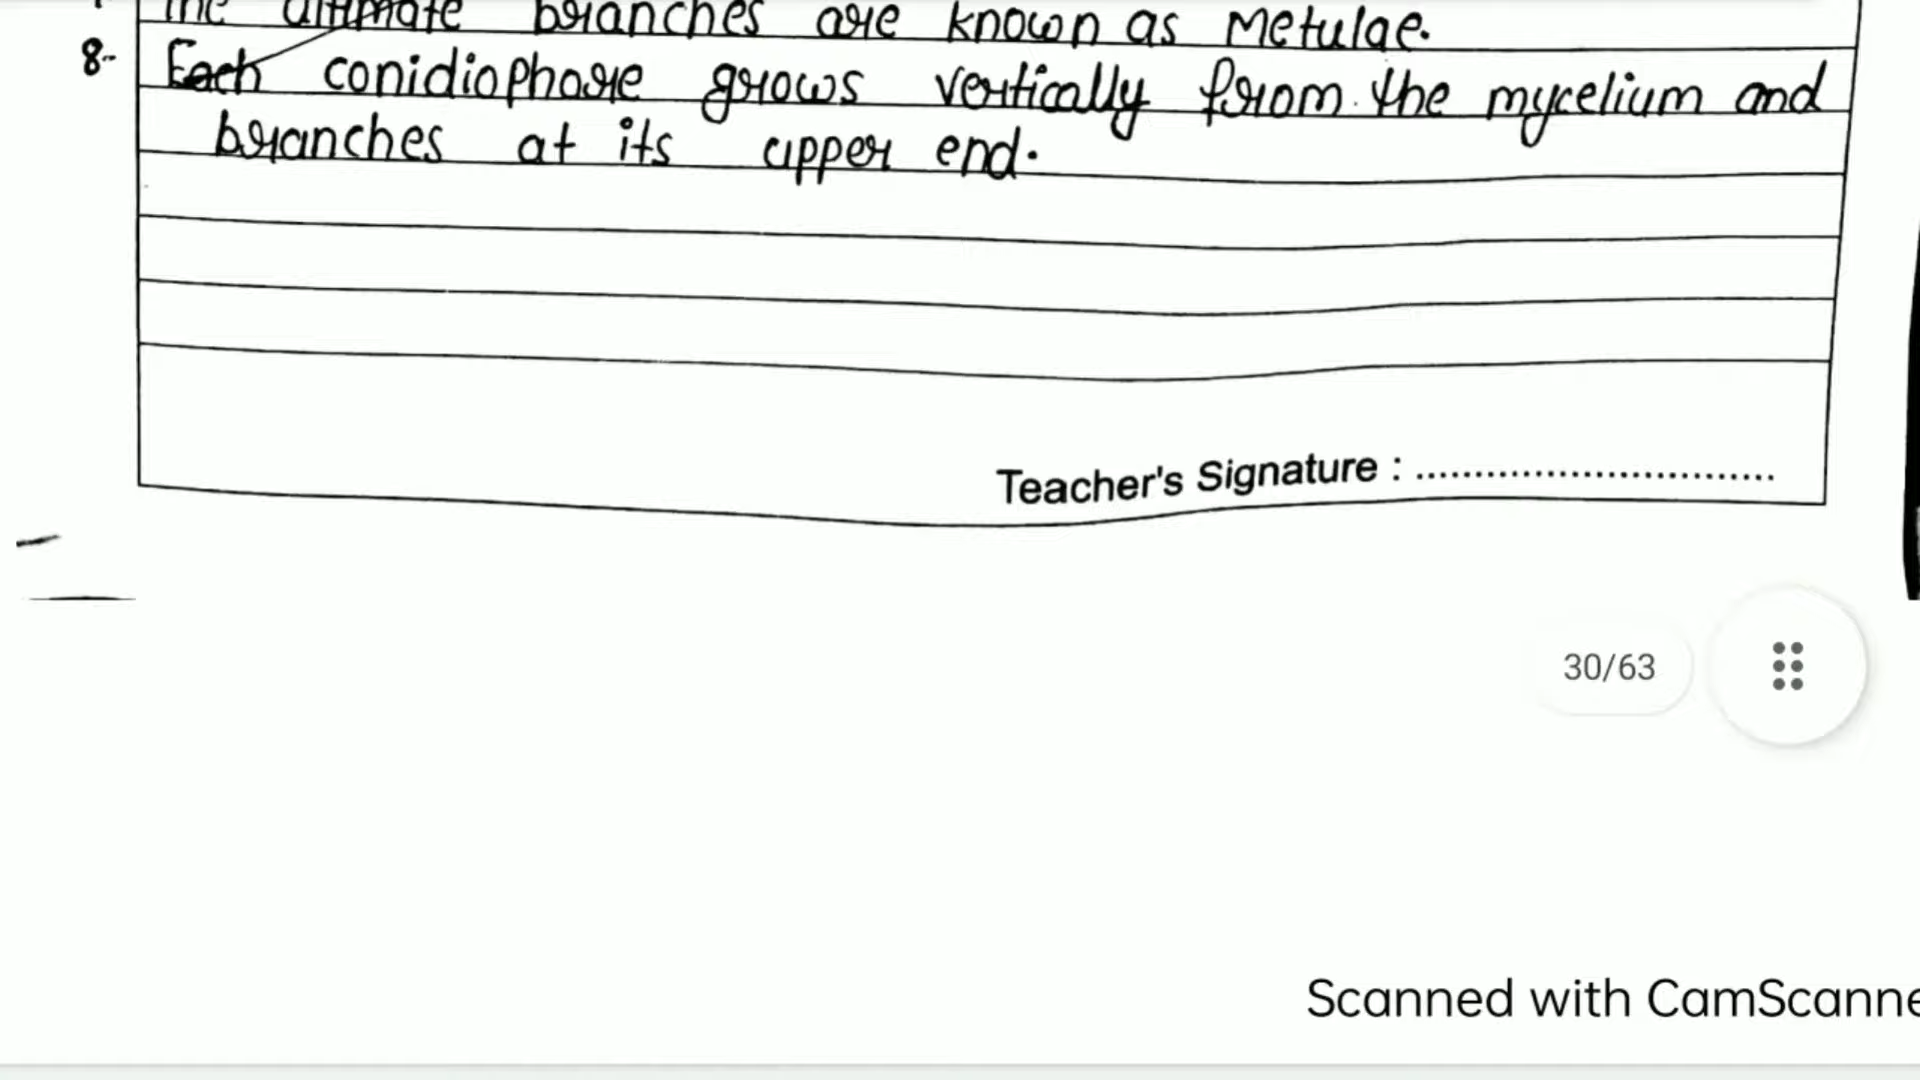 The ultimate branches are known as Metulae.
8- Each conidiophore grows vertically from the mycelium and
branches at its upper end.
Teacher's Signature : ..............................
30/63
Scanned with CamScanne